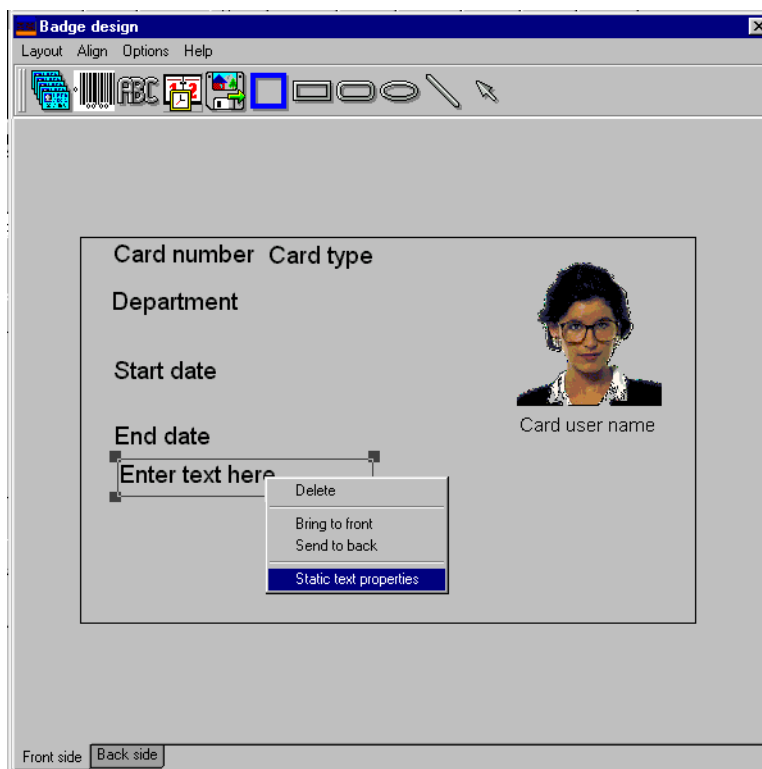 Badge design
Layout Align Options Help
ABC
Card number Card type
Department
Start date
End date
Card user name
Enter text here
Delete
Bring to front
Send to back
Static text properties
Front side Back side